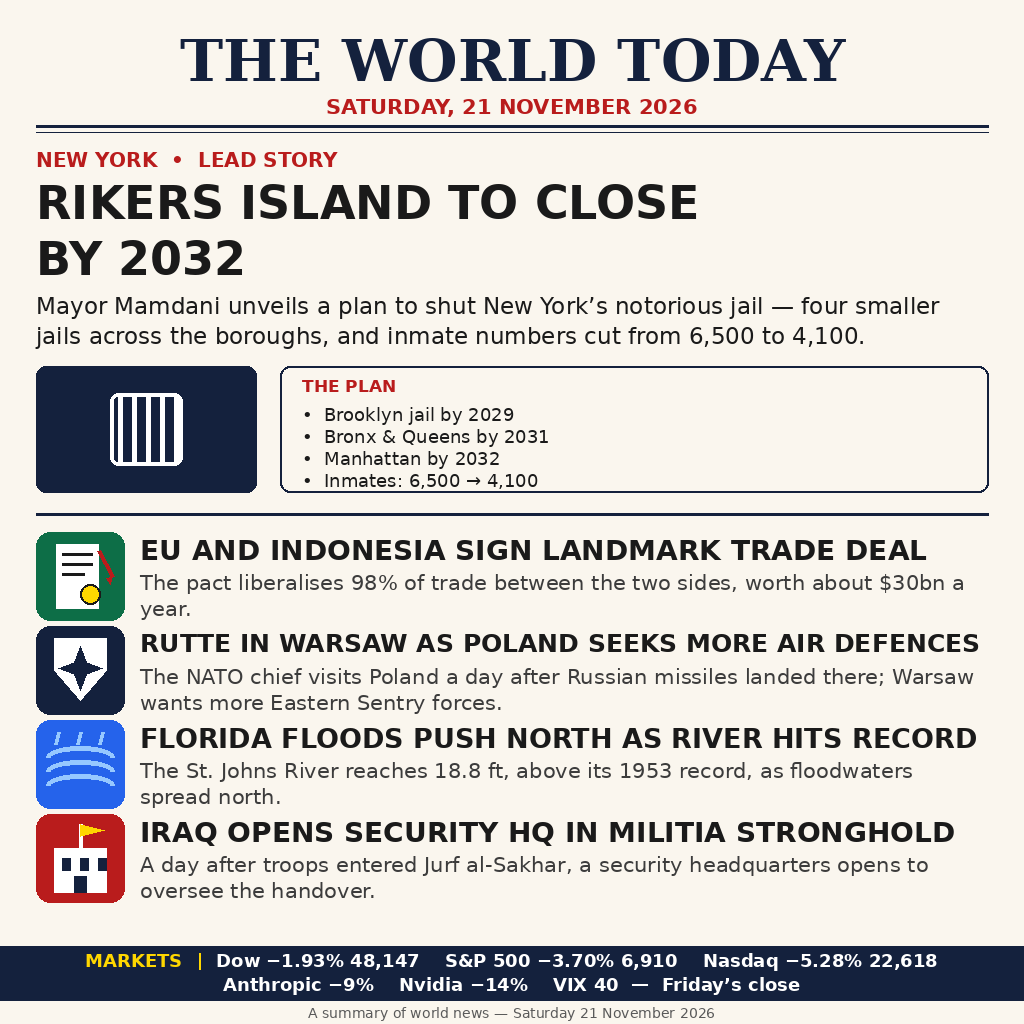 THE WORLD TODAY
SATURDAY, 21 NOVEMBER 2026
NEW YORK • LEAD STORY
RIKERS ISLAND TO CLOSE
BY 2032
Mayor Mamdani unveils a plan to shut New York’s notorious jail — four smaller
jails across the boroughs, and inmate numbers cut from 6,500 to 4,100.
THE PLAN
• Brooklyn jail by 2029
• Bronx & Queens by 2031
• Manhattan by 2032
• Inmates: 6,500 → 4,100
EU AND INDONESIA SIGN LANDMARK TRADE DEAL
The pact liberalises 98% of trade between the two sides, worth about $30bn a
year.
RUTTE IN WARSAW AS POLAND SEEKS MORE AIR DEFENCES
The NATO chief visits Poland a day after Russian missiles landed there; Warsaw
wants more Eastern Sentry forces.
FLORIDA FLOODS PUSH NORTH AS RIVER HITS RECORD
The St. Johns River reaches 18.8 ft, above its 1953 record, as floodwaters
spread north.
IRAQ OPENS SECURITY HQ IN MILITIA STRONGHOLD
A day after troops entered Jurf al-Sakhar, a security headquarters opens to
oversee the handover.
MARKETS | Dow −1.93% 48,147 S&P 500 −3.70% 6,910 Nasdaq −5.28% 22,618
Anthropic −9% Nvidia −14% VIX 40 — Friday’s close
A summary of world news — Saturday 21 November 2026